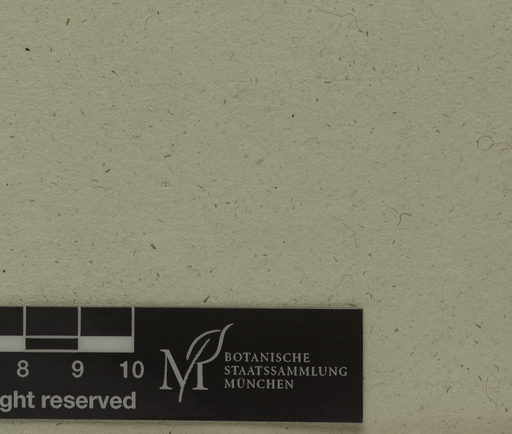 8 9 10
ght reserved
BOTANISCHE
STAATSSAMMLUNG
MÜNCHEN